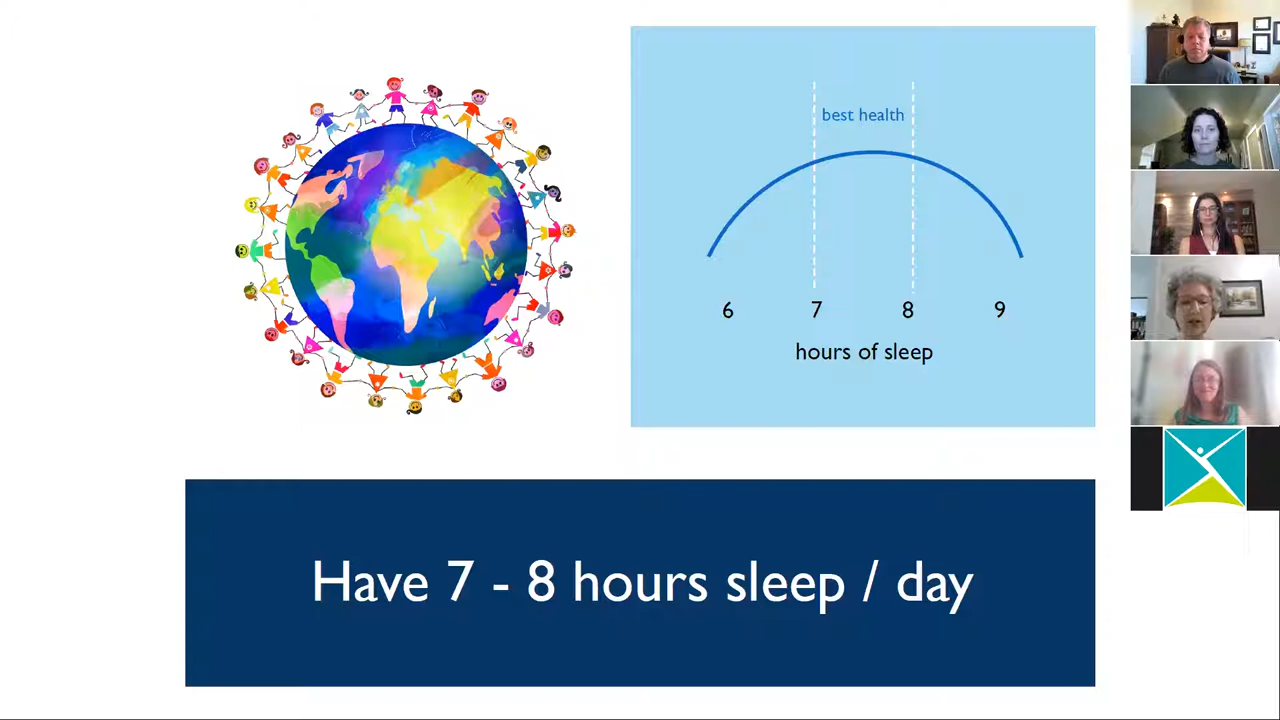 best health
6 7 8 9
hours of sleep
Have 7 - 8 hours sleep / day